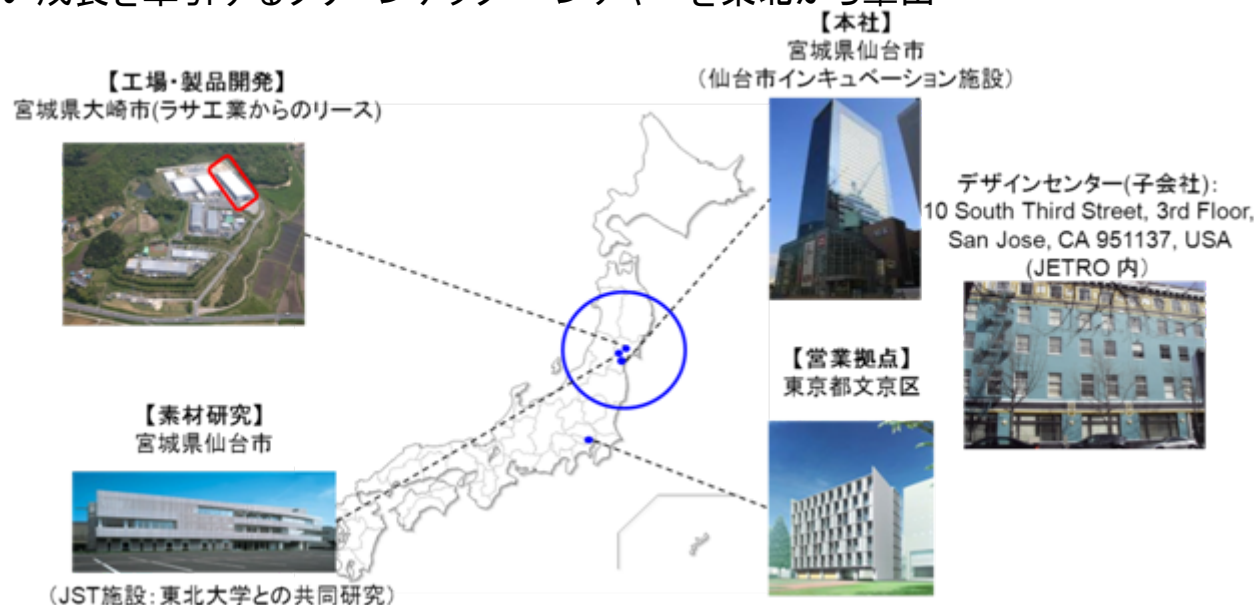 【本社】
宮城県仙台市
(仙台市インキュベーション施設)
【工場・製品開発】
宮城県大崎市(ラサ工業からのリース)
デザインセンター(子会社):
10 South Third Street, 3rd Floor,
San Jose, CA 951137, USA
(JETRO 内)
【営業拠点】
東京都文京区
【素材研究】
宮城県仙台市
(JST施設:東北大学との共同研究)